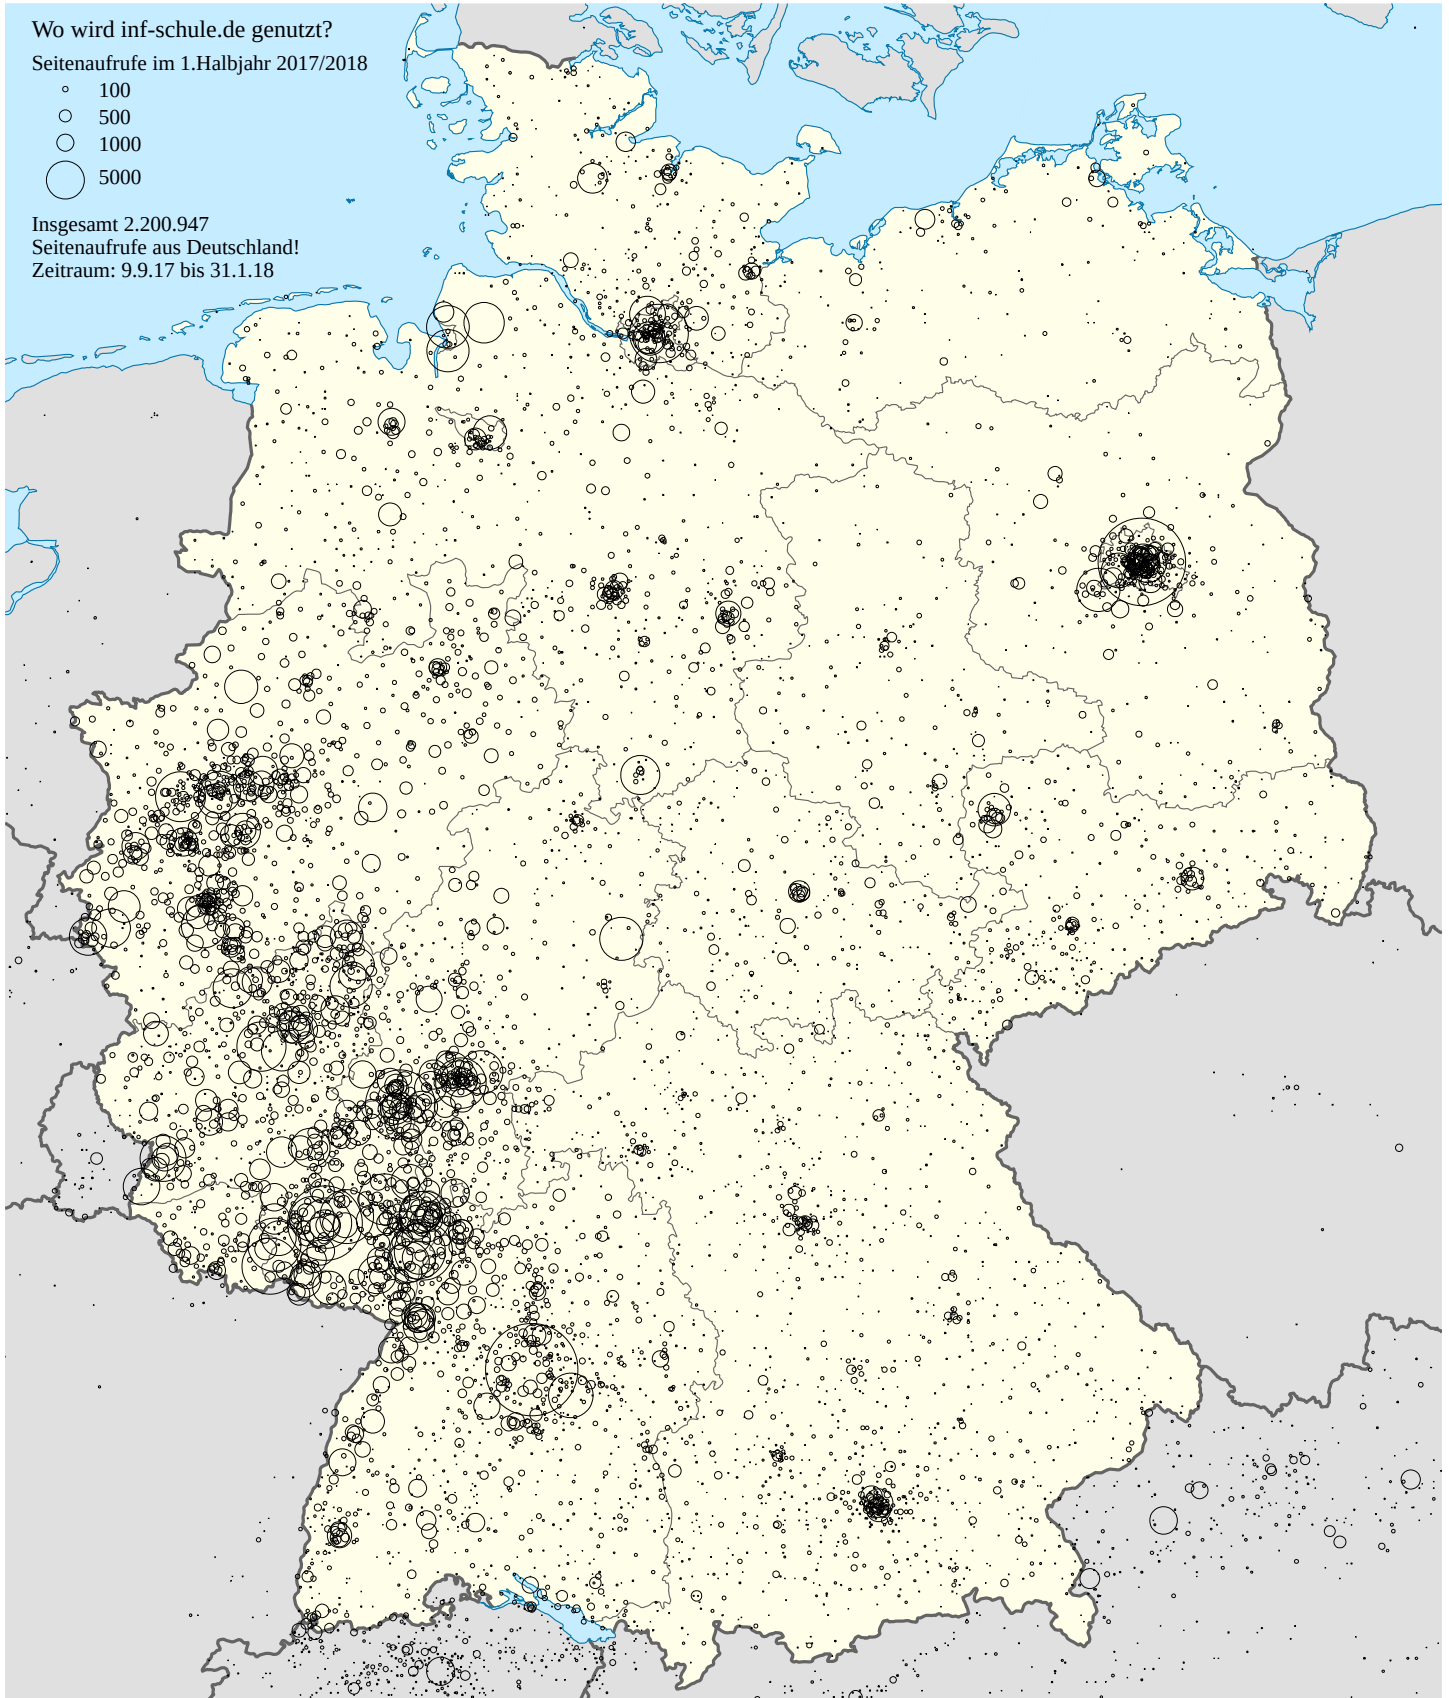 Wo wird inf-schule.de genutzt?
Seitenaufrufe im 1.Halbjahr 2017/2018
100
500
1000
5000
Insgesamt 2.200.947
Seitenaufrufe aus Deutschland!
Zeitraum: 9.9.17 bis 31.1.18